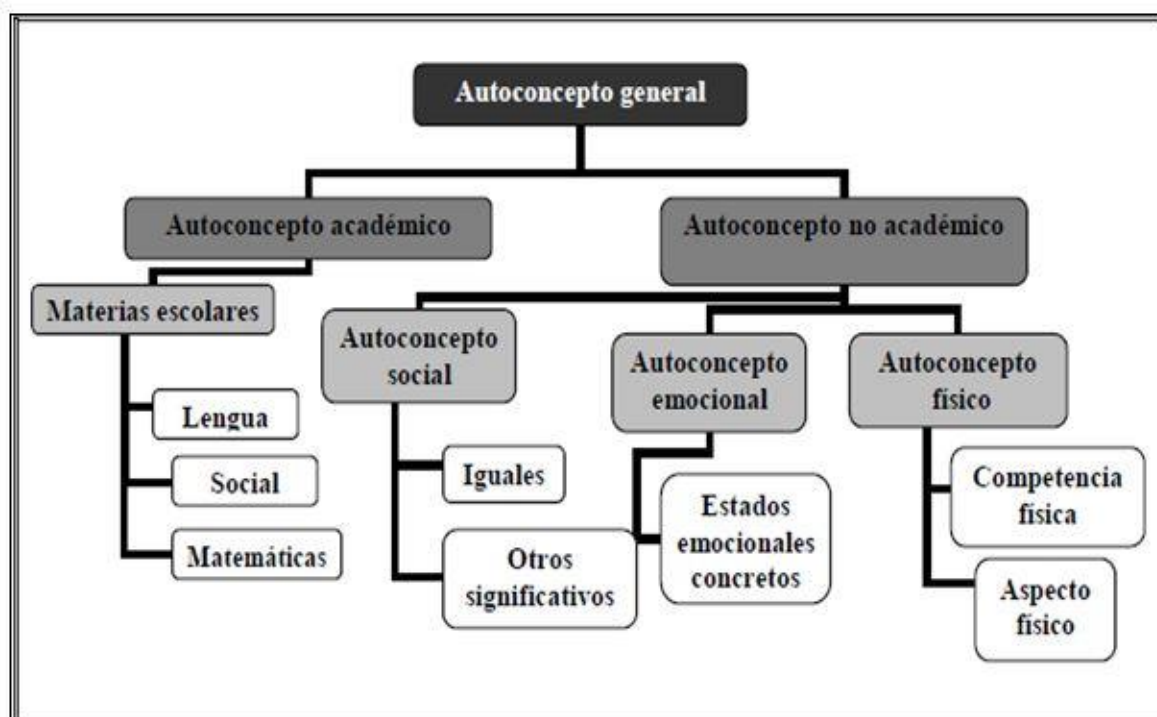 Autoconcepto general
Autoconcepto académico
Autoconcepto no académico
Materias escolares
Autoconcepto
social
Autoconcepto
emocional
Autoconcepto
físico
Lengua
Social
Matemáticas
Iguales
Otros
significativos
Estados
emocionales
concretos
Competencia
física
Aspecto
físico